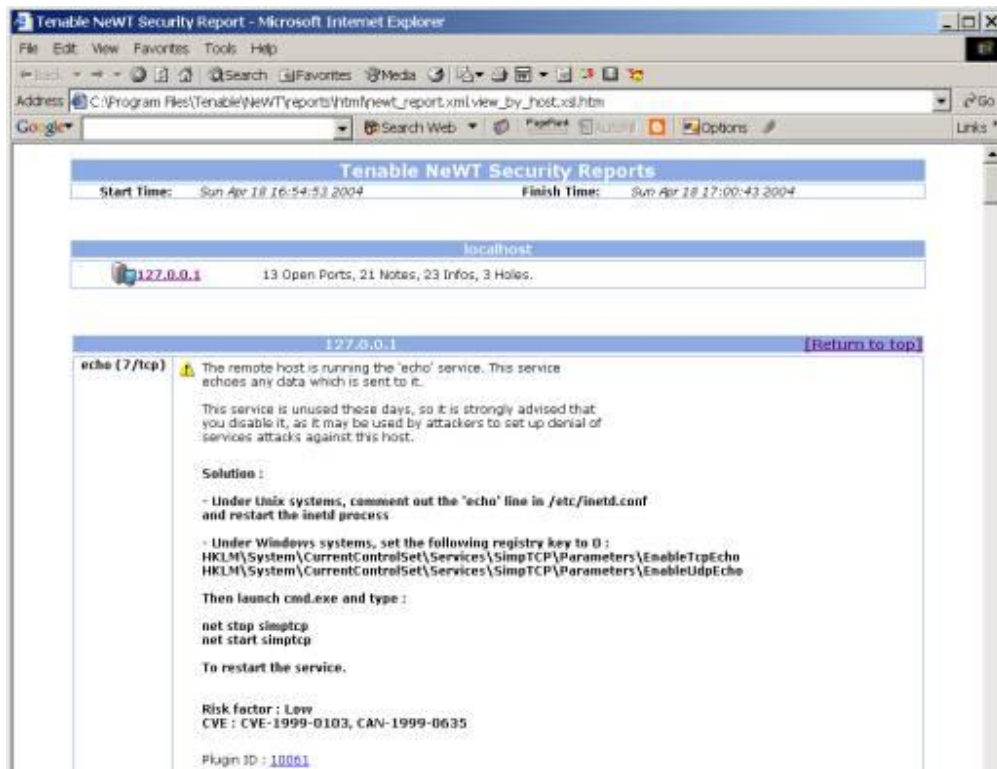 Tenable NeWT Security Report - Microsoft Internet Explorer
File Edit View Favorites Tools Help
Back Search Favorites Media
Address C:\Program Files\Tenable\NeWT\reports\html\newt_report.xml.view_by_host.xsl.htm Go
Google Search Web PageRank Options Links
Tenable NeWT Security Reports
Start Time: Sun Apr 18 16:54:53 2004 Finish Time: Sun Apr 18 17:00:43 2004
localhost
127.0.0.1 13 Open Ports, 21 Notes, 23 Infos, 3 Holes.
127.0.0.1 [Return to top]
echo (7/tcp) The remote host is running the 'echo' service. This service
echoes any data which is sent to it.
This service is unused these days, so it is strongly advised that
you disable it, as it may be used by attackers to set up denial of
services attacks against this host.
Solution :
- Under Unix systems, comment out the 'echo' line in /etc/inetd.conf
and restart the inetd process
- Under Windows systems, set the following registry key to 0 :
HKLM\System\CurrentControlSet\Services\SimpTCP\Parameters\EnableTcpEcho
HKLM\System\CurrentControlSet\Services\SimpTCP\Parameters\EnableUdpEcho
Then launch cmd.exe and type :
net stop simptcp
net start simptcp
To restart the service.
Risk factor : Low
CVE : CVE-1999-0103, CAN-1999-0635
Plugin ID : 10061